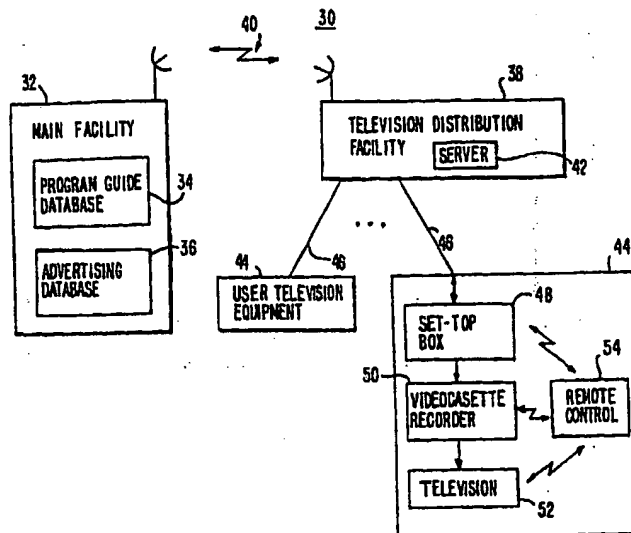 40
30
32
MAIN FACILITY
PROGRAM GUIDE
DATABASE
34
36
ADVERTISING
DATABASE
38
TELEVISION DISTRIBUTION
FACILITY
SERVER
42
...
46
46
44
USER TELEVISION
EQUIPMENT
44
48
SET-TOP
BOX
50
VIDEOCASETTE
RECORDER
54
REMOTE
CONTROL
TELEVISION
52